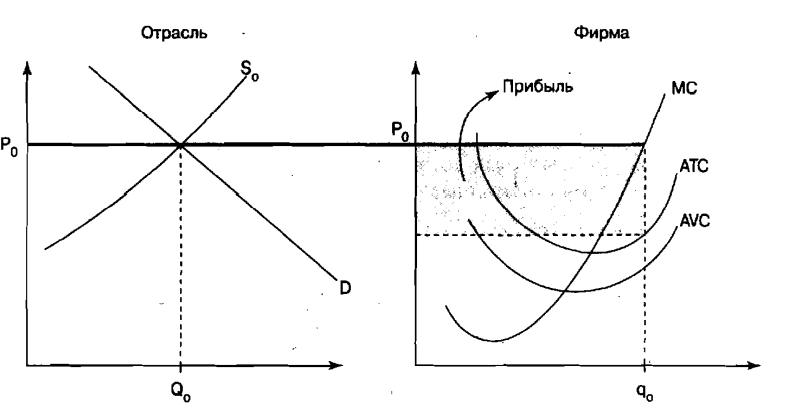 Отрасль
Фирма
S₀
Прибыль
MC
P₀
P₀
ATC
AVC
D
Q₀
q₀